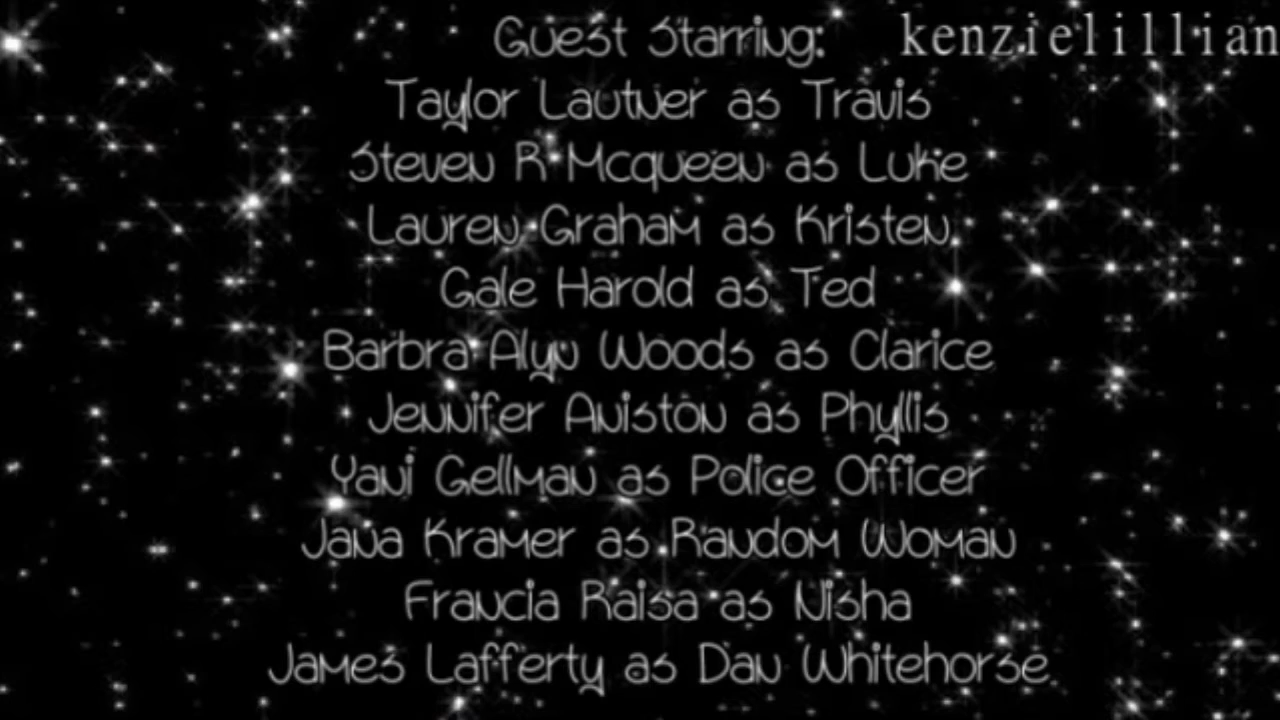 Guest Starring:
kenzielillian
Taylor Lautner as Travis
Steven R Mcqueen as Luke
Lauren Graham as Kristen
Gale Harold as Ted
Barbra Alyn Woods as Clarice
Jennifer Aniston as Phyllis
Yani Gellman as Police Officer
Jana Kramer as Random Woman
Francia Raisa as Nisha
James Lafferty as Dan Whitehorse